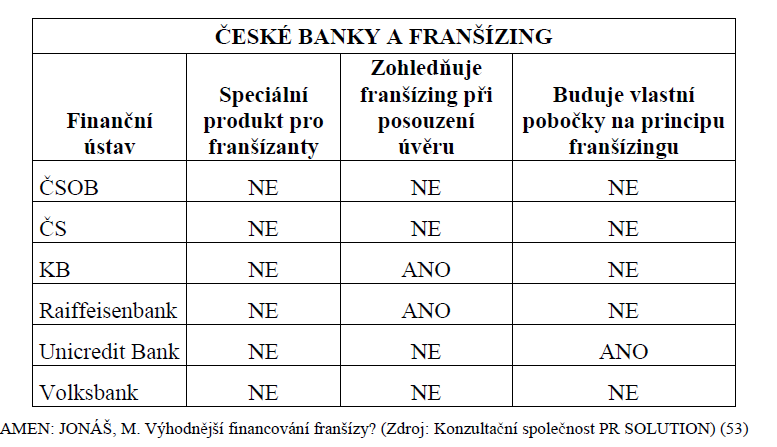 ČESKÉ BANKY A FRANŠÍZING
Finanční ústav Speciální produkt pro franšízanty Zohledňuje franšízing při posouzení úvěru Buduje vlastní pobočky na principu franšízingu
ČSOB NE NE NE
ČS NE NE NE
KB NE ANO NE
Raiffeisenbank NE ANO NE
Unicredit Bank NE NE ANO
Volksbank NE NE NE
AMEN: JONÁŠ, M. Výhodnější financování franšízy? (Zdroj: Konzultační společnost PR SOLUTION) (53)